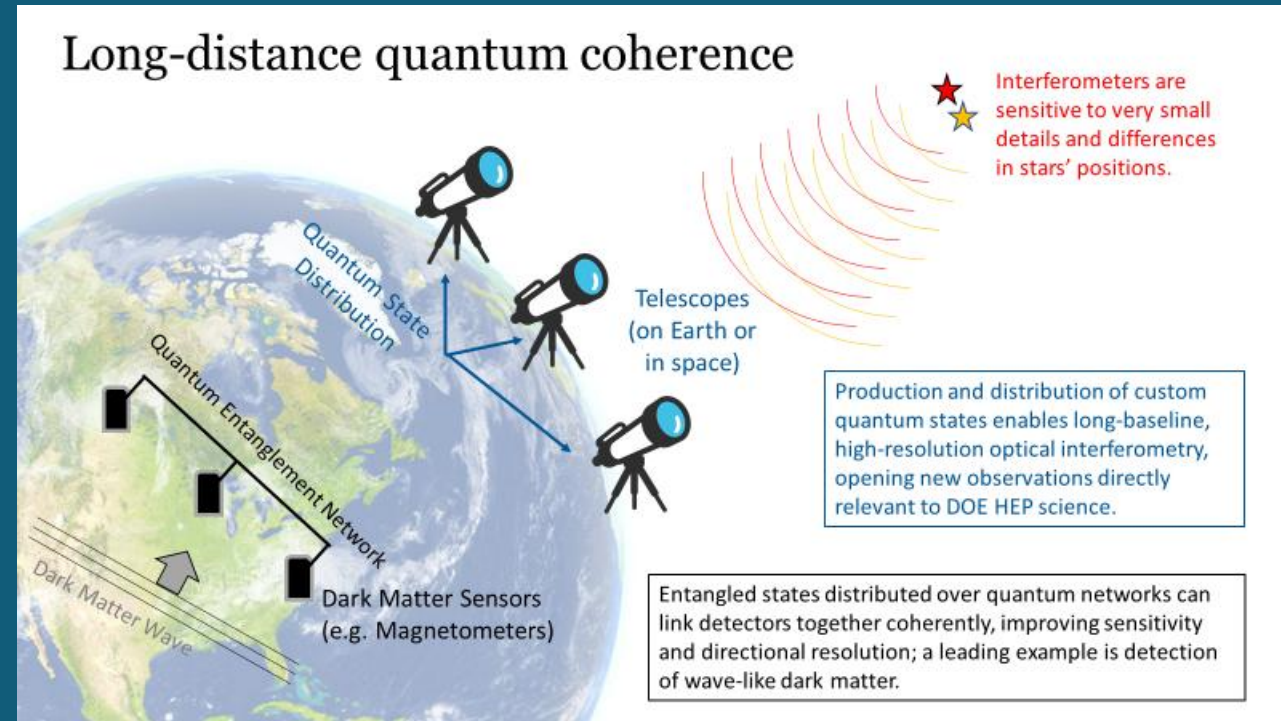 Long-distance quantum coherence
Interferometers are
sensitive to very small
details and differences
in stars' positions.
Quantum State
Distribution
Telescopes
(on Earth or
in space)
Quantum Entanglement Network
Production and distribution of custom
quantum states enables long-baseline,
high-resolution optical interferometry,
opening new observations directly
relevant to DOE HEP science.
Dark Matter Wave
Dark Matter Sensors
(e.g. Magnetometers)
Entangled states distributed over quantum networks can
link detectors together coherently, improving sensitivity
and directional resolution; a leading example is detection
of wave-like dark matter.